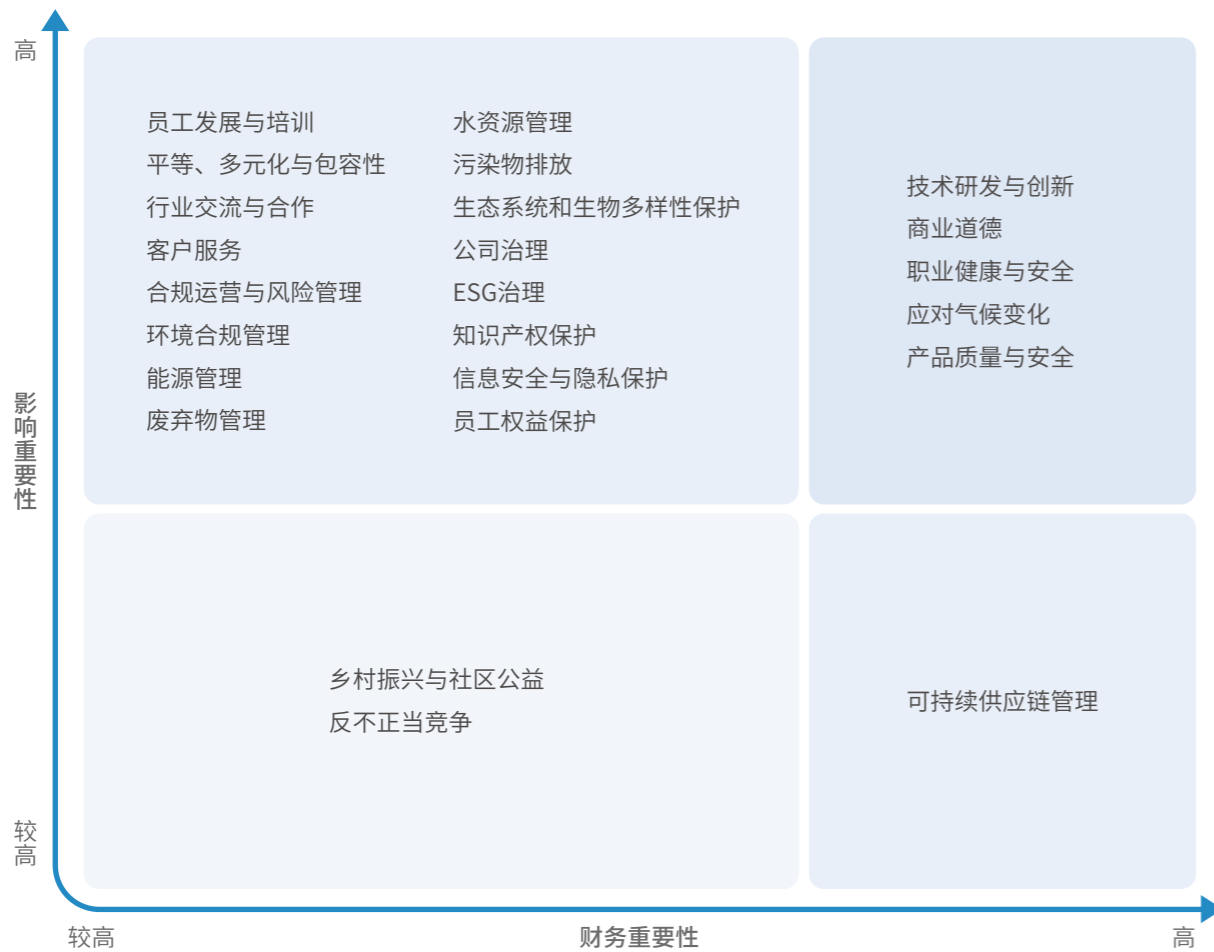 高
员工发展与培训
平等、多元化与包容性
行业交流与合作
客户服务
合规运营与风险管理
环境合规管理
能源管理
废弃物管理
水资源管理
污染物排放
生态系统和生物多样性保护
公司治理
ESG治理
知识产权保护
信息安全与隐私保护
员工权益保护
技术研发与创新
商业道德
职业健康与安全
应对气候变化
产品质量与安全
影响重要性
乡村振兴与社区公益
反不正当竞争
可持续供应链管理
较高
较高
财务重要性
高